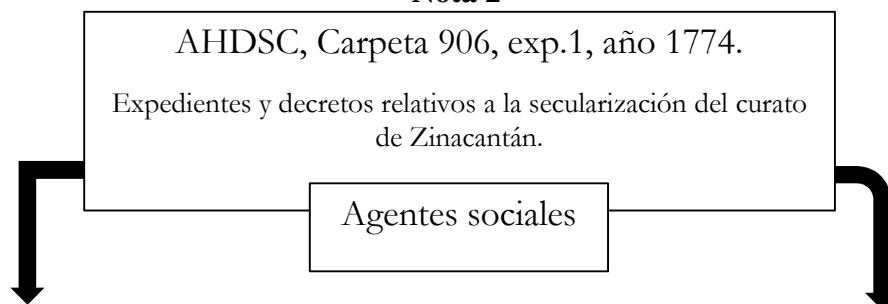 Nota 2
AHDSC, Carpeta 906, exp.1, año 1774.
Expedientes y decretos relativos a la secularización del curato
de Zinacantán.
Agentes sociales